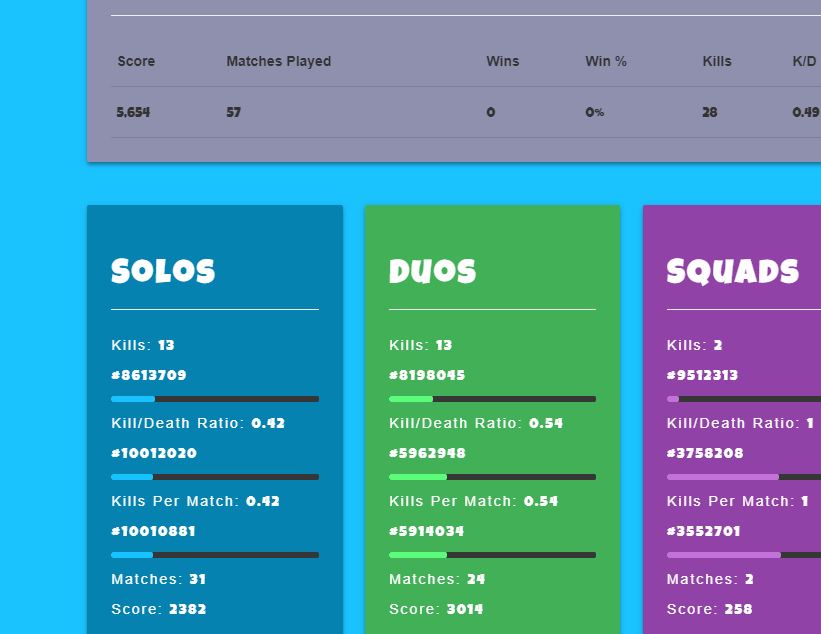 Score Matches Played Wins Win % Kills K/D
5,654 57 0 0% 28 0.49
SOLOS
Kills: 13
#8613709
Kill/Death Ratio: 0.42
#10012020
Kills Per Match: 0.42
#10010881
Matches: 31
Score: 2382
DUOS
Kills: 13
#8198045
Kill/Death Ratio: 0.54
#5962948
Kills Per Match: 0.54
#5914034
Matches: 24
Score: 3014
SQUADS
Kills: 2
#9512313
Kill/Death Ratio: 1
#3758208
Kills Per Match: 1
#3552701
Matches: 2
Score: 258